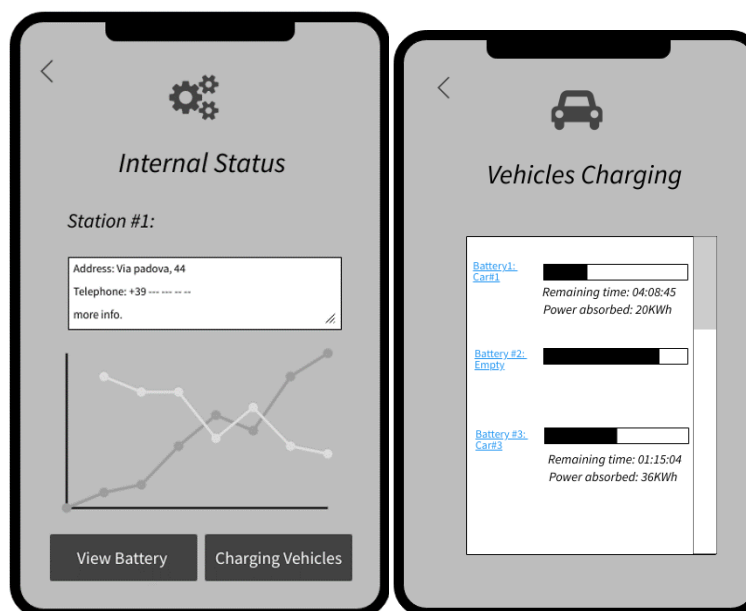 Internal Status
Station #1:
Address: Via padova, 44
Telephone: +39 --- --- -- --
more info.
View Battery
Charging Vehicles
Vehicles Charging
Battery1:
Car#1
Remaining time: 04:08:45
Power absorbed: 20KWh
Battery #2:
Empty
Battery #3:
Car#3
Remaining time: 01:15:04
Power absorbed: 36KWh